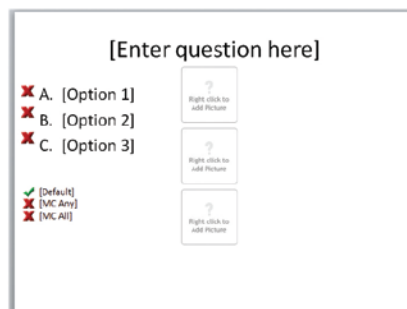 [Enter question here]
A. [Option 1]
B. [Option 2]
C. [Option 3]
?
Right click to
Add Picture
?
Right click to
Add Picture
?
Right click to
Add Picture
[Default]
[MC Any]
[MC All]